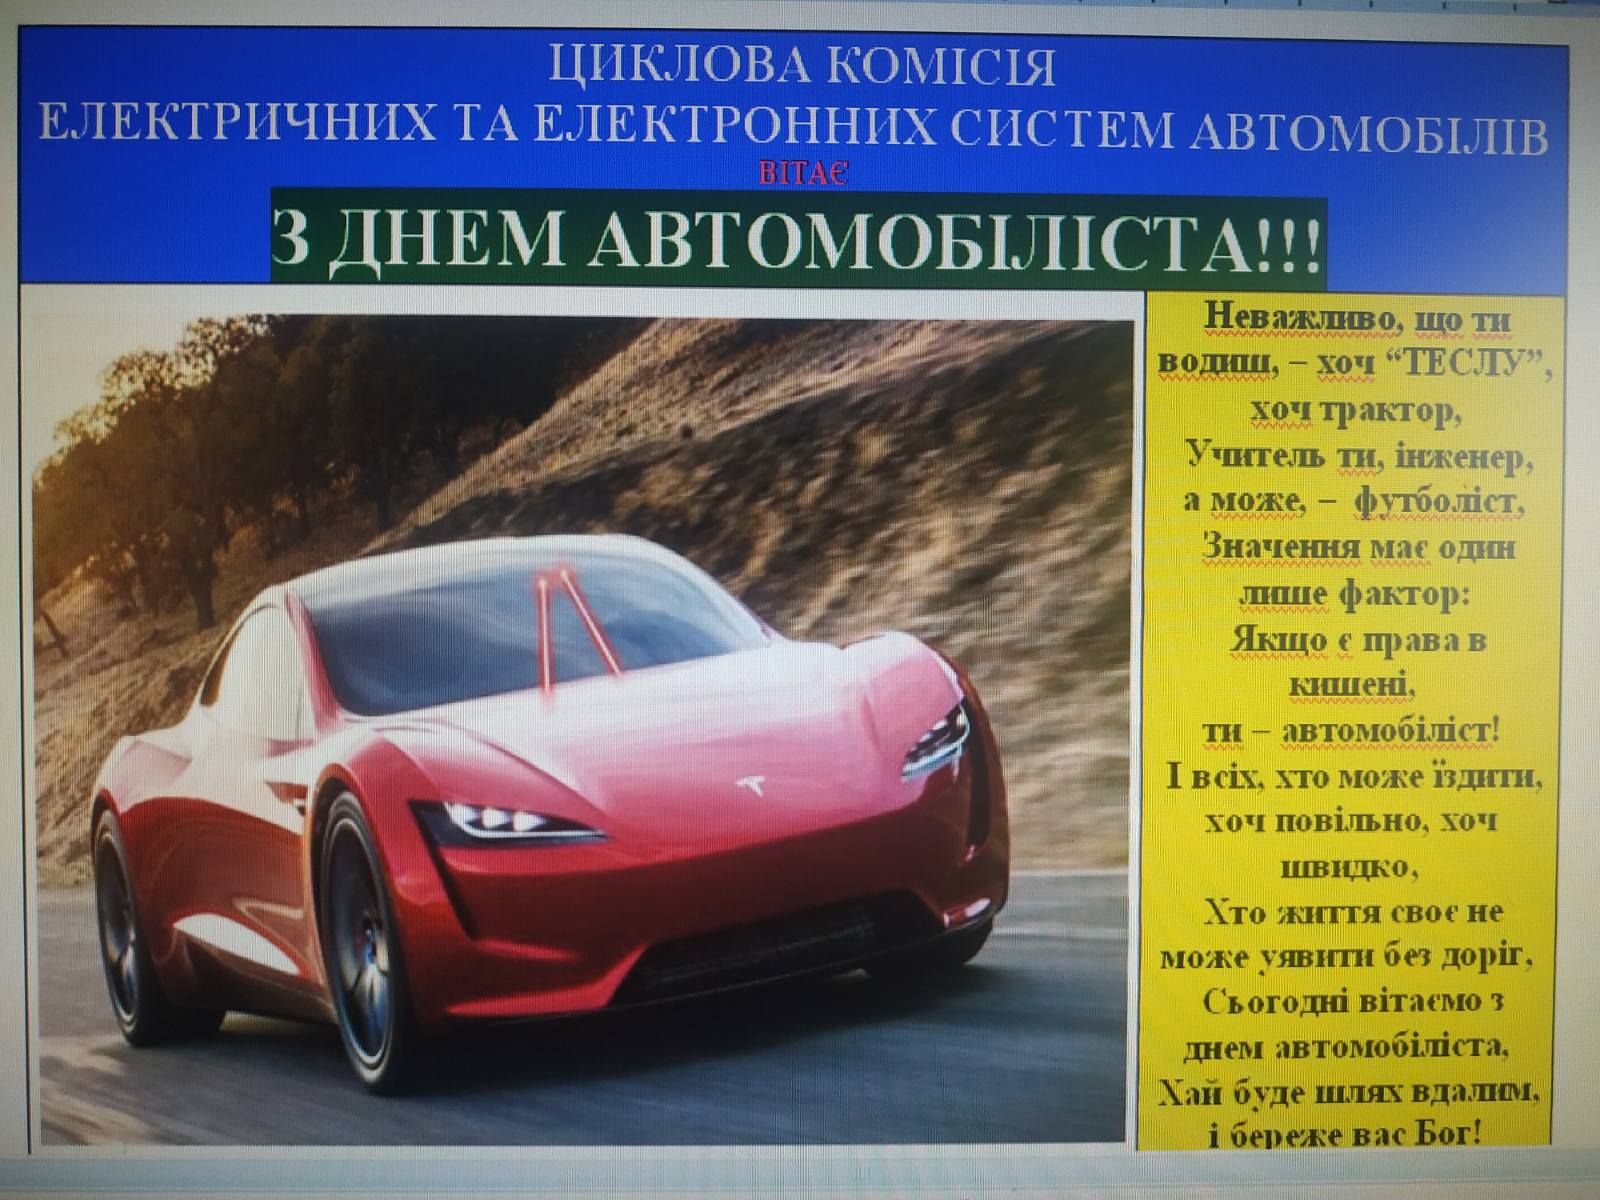 ЦИКЛОВА КОМІСІЯ
ЕЛЕКТРИЧНИХ ТА ЕЛЕКТРОННИХ СИСТЕМ АВТОМОБІЛІВ
ВІТАЄ
З ДНЕМ АВТОМОБІЛІСТА!!!
Неважливо, що ти
водиш, – хоч “ТЕСЛУ”,
хоч трактор,
Учитель ти, інженер,
а може, – футболіст,
Значення має один
лише фактор:
Якщо є права в
кишені,
ти – автомобіліст!
І всіх, хто може їздити,
хоч повільно, хоч
швидко,
Хто життя своє не
може уявити без доріг,
Сьогодні вітаємо з
днем автомобіліста,
Хай буде шлях вдалим,
і береже вас Бог!